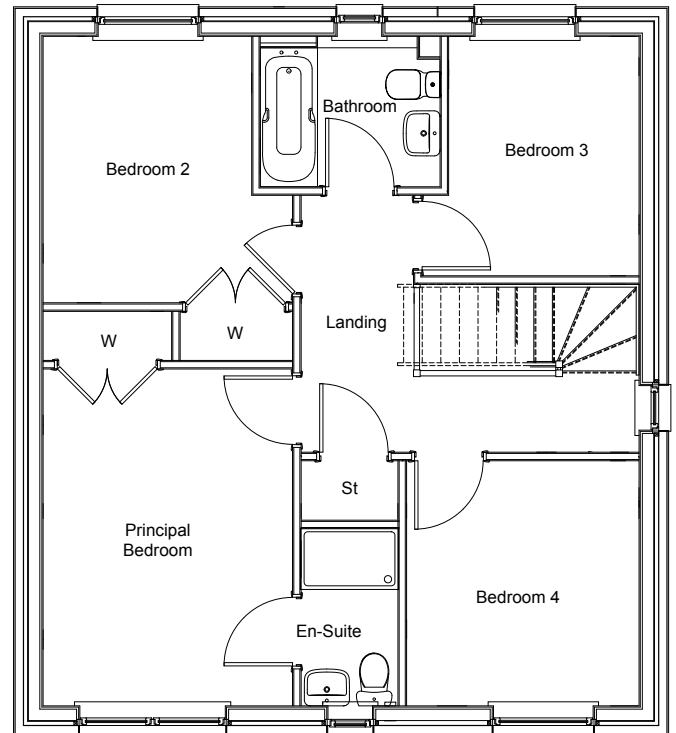 Bathroom
Bedroom 2
Bedroom 3
Landing
W
W
St
Principal
Bedroom
Bedroom 4
En-Suite